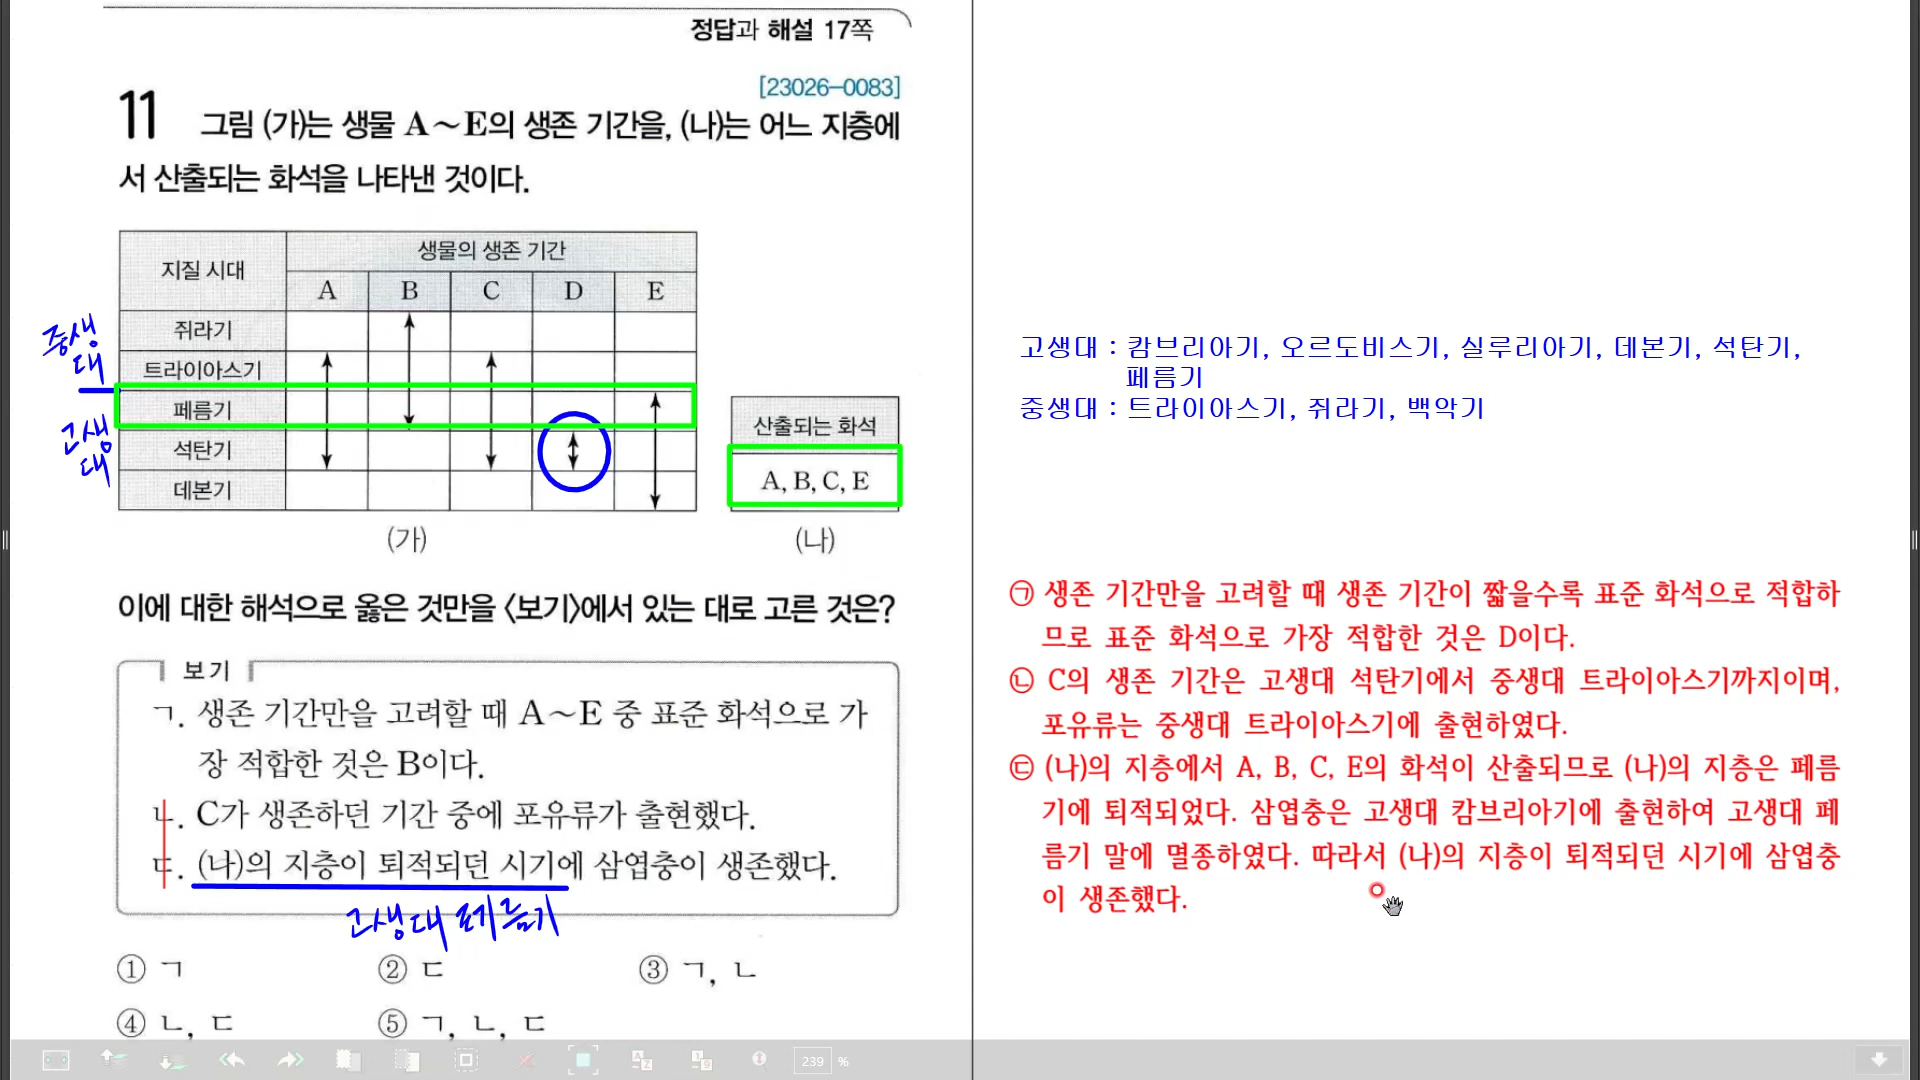 정답과 해설 17쪽
[23026-0083]
11 그림 (가)는 생물 A~E의 생존 기간을, (나)는 어느 지층에
서 산출되는 화석을 나타낸 것이다.
지질 시대
생물의 생존 기간
A B C D E
쥐라기
트라이아스기
페름기
석탄기
데본기
중생
대
고생
대
(가)
산출되는 화석
A, B, C, E
(나)
이에 대한 해석으로 옳은 것만을 <보기>에서 있는 대로 고른 것은?
보기
ㄱ. 생존 기간만을 고려할 때 A~E 중 표준 화석으로 가
장 적합한 것은 B이다.
ㄴ. C가 생존하던 기간 중에 포유류가 출현했다.
ㄷ. (나)의 지층이 퇴적되던 시기에 삼엽충이 생존했다.
고생대 페름기
① ㄱ ② ㄷ ③ ㄱ, ㄴ
④ ㄴ, ㄷ ⑤ ㄱ, ㄴ, ㄷ
고생대 : 캄브리아기, 오르도비스기, 실루리아기, 데본기, 석탄기,
페름기
중생대 : 트라이아스기, 쥐라기, 백악기
㉠ 생존 기간만을 고려할 때 생존 기간이 짧을수록 표준 화석으로 적합하
므로 표준 화석으로 가장 적합한 것은 D이다.
㉡ C의 생존 기간은 고생대 석탄기에서 중생대 트라이아스기까지이며,
포유류는 중생대 트라이아스기에 출현하였다.
㉢ (나)의 지층에서 A, B, C, E의 화석이 산출되므로 (나)의 지층은 페름
기에 퇴적되었다. 삼엽충은 고생대 캄브리아기에 출현하여 고생대 페
름기 말에 멸종하였다. 따라서 (나)의 지층이 퇴적되던 시기에 삼엽충
이 생존했다.
239 %